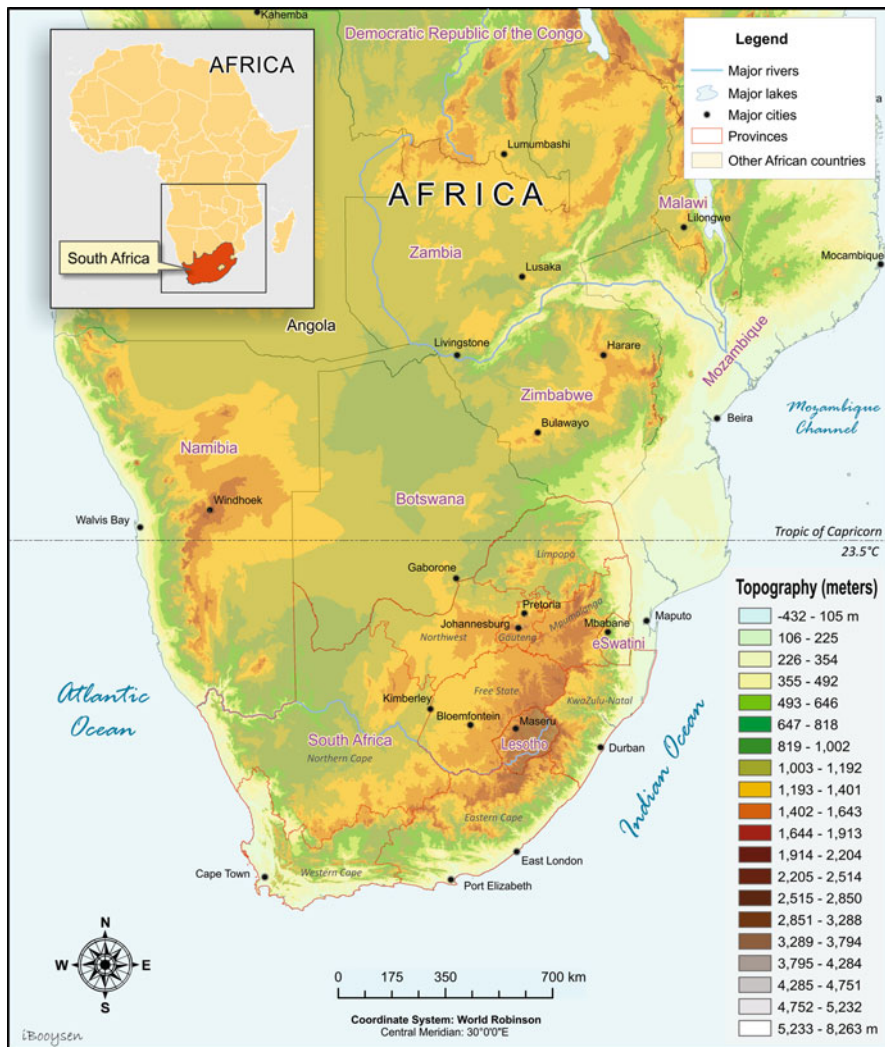 Kahemba
Democratic Republic of the Congo
AFRICA
South Africa
Legend
Major rivers
Major lakes
Major cities
Provinces
Other African countries
Lumumbashi
AFRICA
Malawi
Lilongwe
Zambia
Lusaka
Mocambique
Angola
Livingstone
Harare
Mozambique
Zimbabwe
Mozambique
Channel
Beira
Bulawayo
Namibia
Windhoek
Botswana
Walvis Bay
Tropic of Capricorn
23.5°C
Limpopo
Gaborone
Pretoria
Johannesburg
Mpumalanga
Northwest
Gauteng
Mbabane
Maputo
eSwatini
Atlantic
Ocean
Free State
Kimberley
KwaZulu-Natal
Bloemfontein
Maseru
South Africa
Lesotho
Durban
Northern Cape
Indian Ocean
Eastern Cape
East London
Cape Town
Western Cape
Port Elizabeth
Topography (meters)
-432 - 105 m
106 - 225
226 - 354
355 - 492
493 - 646
647 - 818
819 - 1,002
1,003 - 1,192
1,193 - 1,401
1,402 - 1,643
1,644 - 1,913
1,914 - 2,204
2,205 - 2,514
2,515 - 2,850
2,851 - 3,288
3,289 - 3,794
3,795 - 4,284
4,285 - 4,751
4,752 - 5,232
5,233 - 8,263 m
N
W
E
S
0 175 350 700 km
Coordinate System: World Robinson
Central Meridian: 30°0'0"E
iBooysen